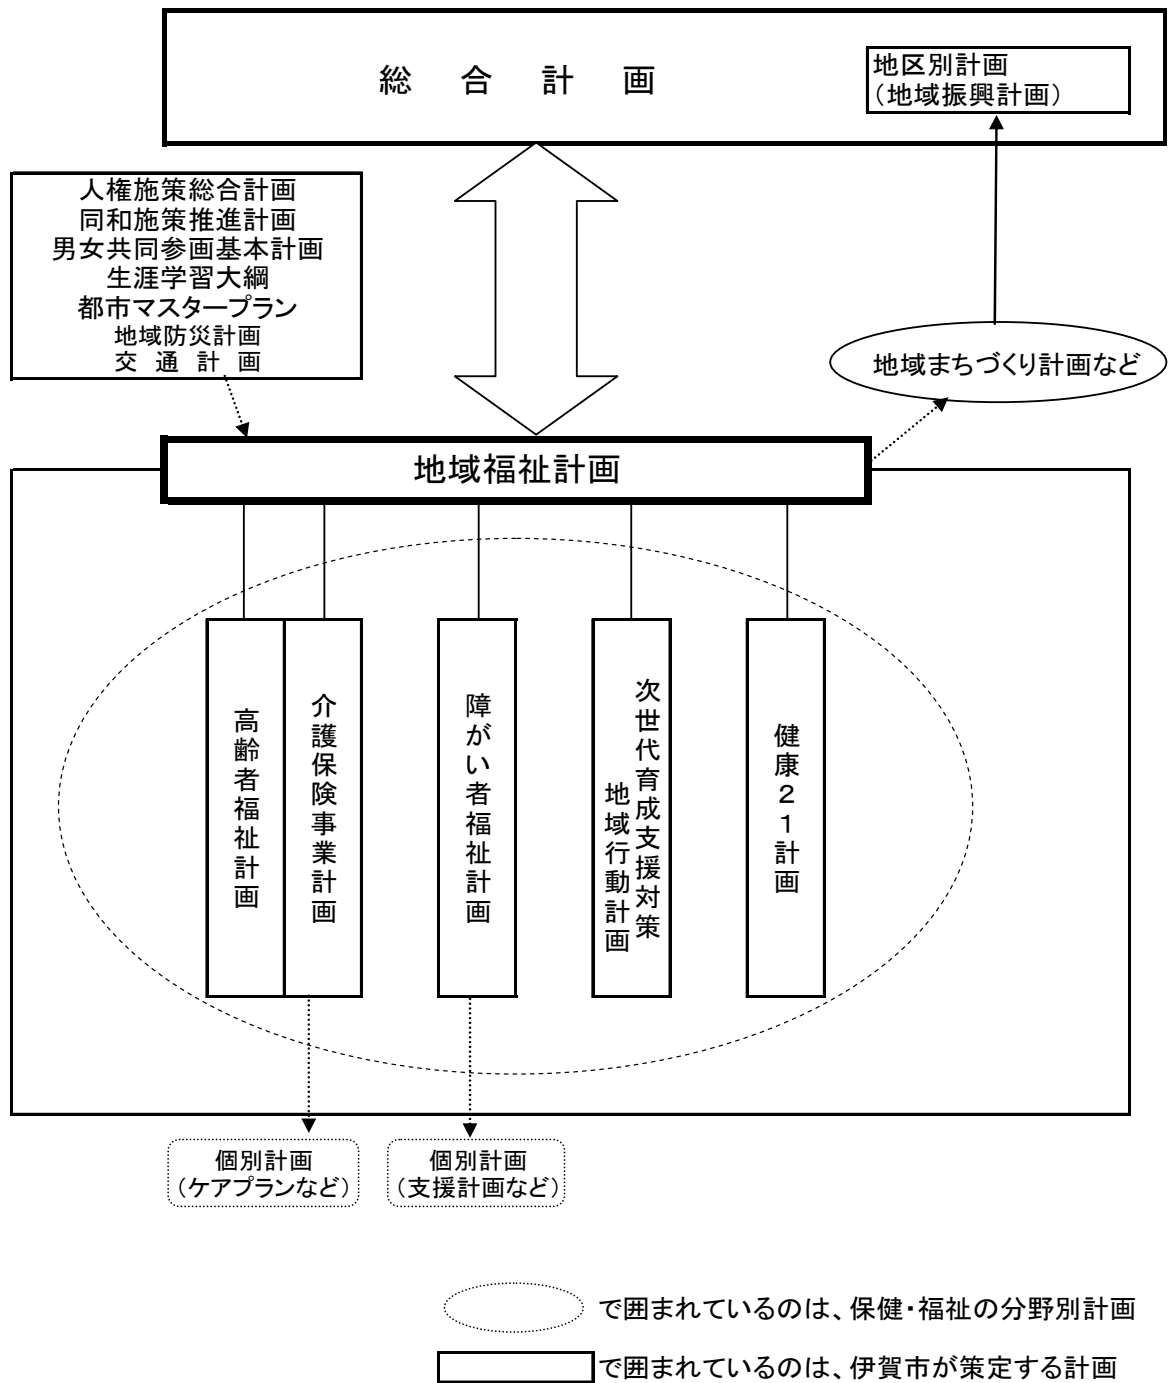 総合計画
地区別計画
（地域振興計画）
人権施策総合計画
同和施策推進計画
男女共同参画基本計画
生涯学習大綱
都市マスタープラン
地域防災計画
交通計画
地域まちづくり計画など
地域福祉計画
高齢者福祉計画
介護保険事業計画
障がい者福祉計画
次世代育成支援対策
地域行動計画
健康２１計画
個別計画
（ケアプランなど）
個別計画
（支援計画など）
で囲まれているのは、保健・福祉の分野別計画
で囲まれているのは、伊賀市が策定する計画